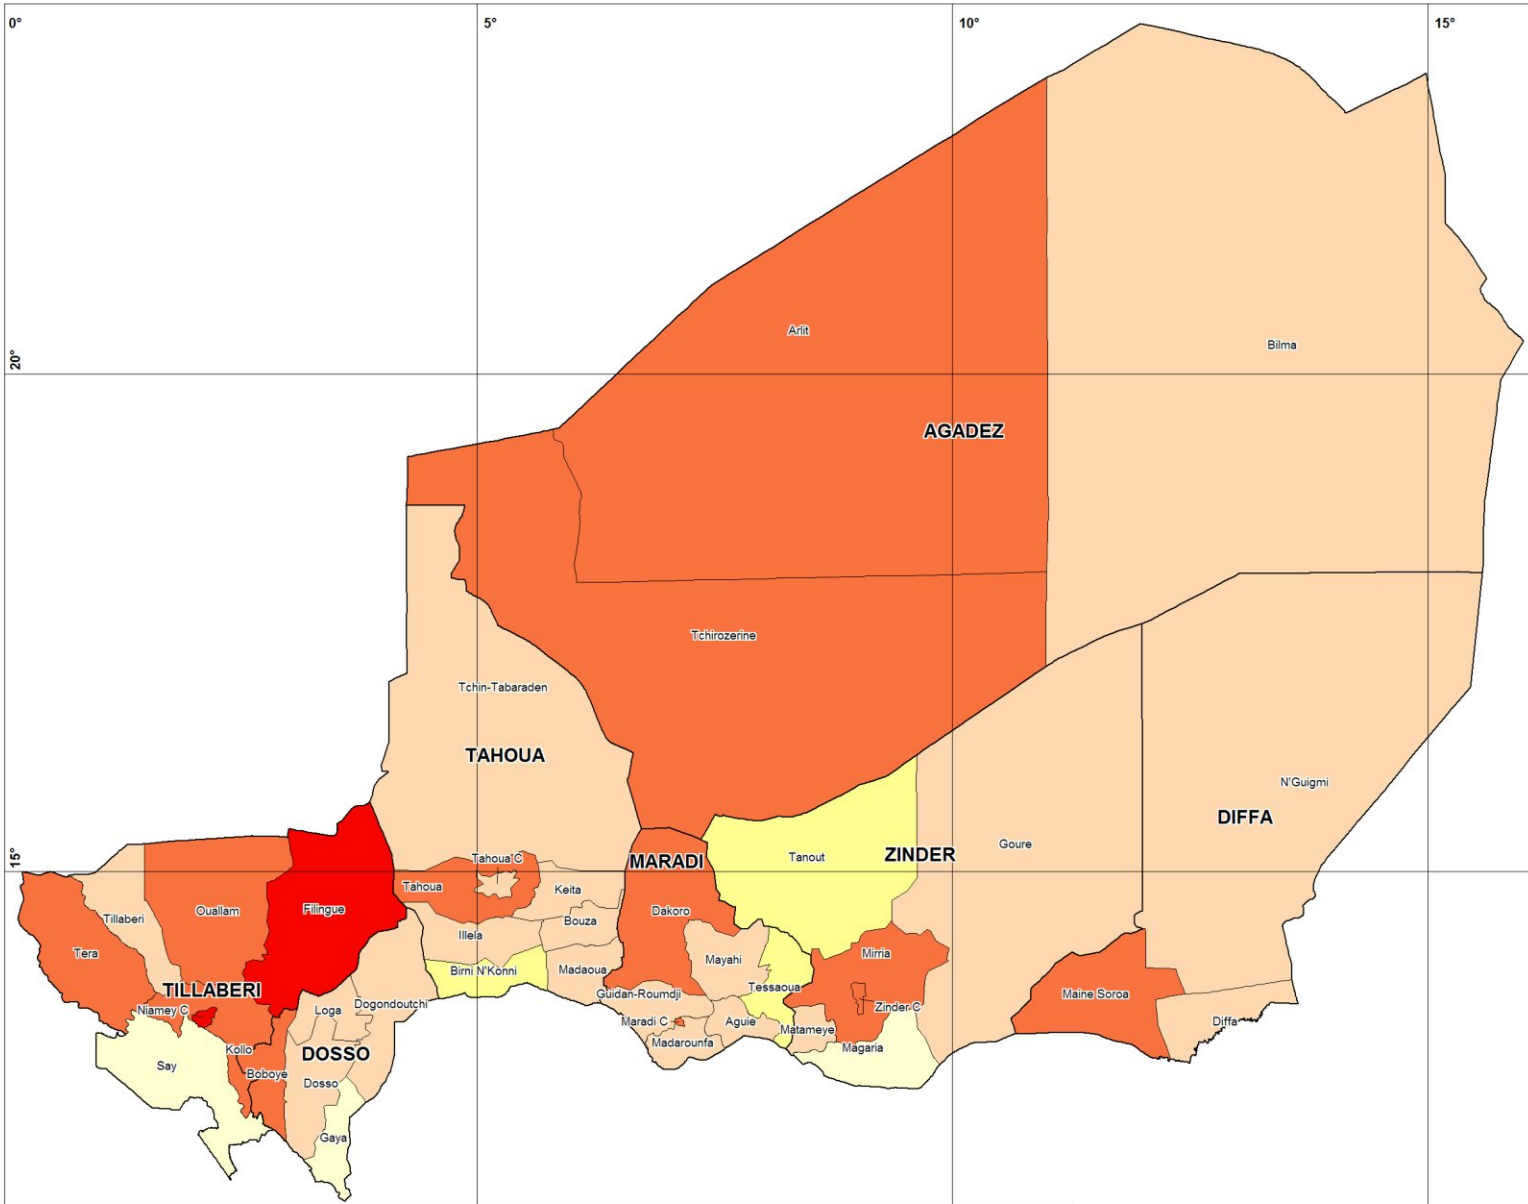 0°
5°
10°
15°
Arlit
20°
Bilma
AGADEZ
Tchirozerine
Tchin-Tabaraden
TAHOUA
N'Guigmi
DIFFA
15°
Tahoua C
MARADI
Tanout
ZINDER
Goure
Tahoua
Keita
Filingue
Ouallam
Dakoro
Tillaberi
Bouza
Illela
Tera
Mirria
Mayahi
Birni N'Konni
Madaoua
Tessaoua
TILLABERI
Guidan-Roumdji
Maine Soroa
Dogondoutchi
Niamey C
Loga
Zinder C
Maradi C
Aguie
Diffa
Matameye
Madarounfa
Kollo
Magaria
DOSSO
Say
Boboye
Dosso
Gaya